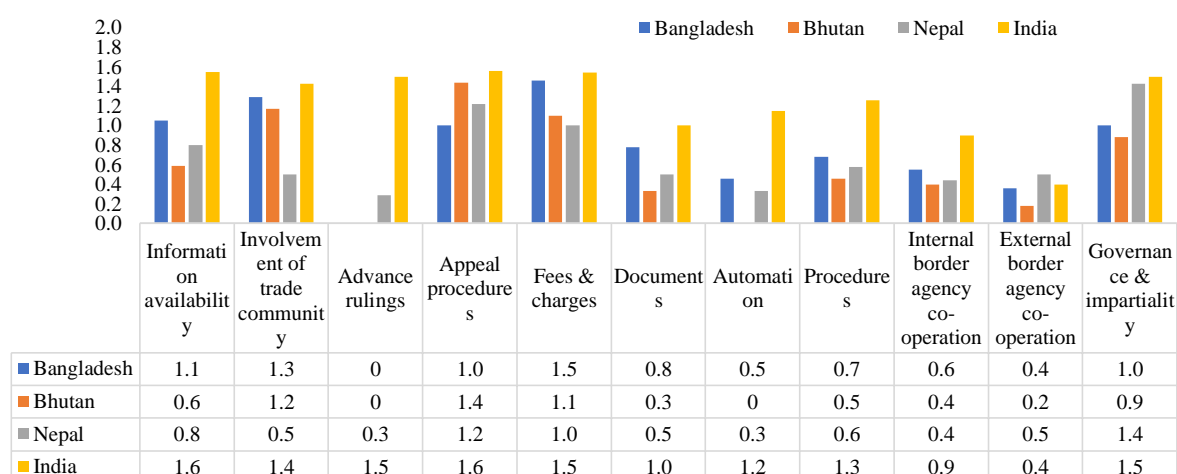 2.0
1.8
1.6
1.4
1.2
1.0
0.8
0.6
0.4
0.2
0.0
Bangladesh Bhutan Nepal India
Informati
on
availabilit
y
Involvem
ent of
trade
communit
y
Advance
rulings
Appeal
procedure
s
Fees &
charges
Document
s
Automati
on
Procedure
s
Internal
border
agency
co-
operation
External
border
agency
co-
operation
Governan
ce &
impartialit
y
Bangladesh 1.1 1.3 0 1.0 1.5 0.8 0.5 0.7 0.6 0.4 1.0
Bhutan 0.6 1.2 0 1.4 1.1 0.3 0 0.5 0.4 0.2 0.9
Nepal 0.8 0.5 0.3 1.2 1.0 0.5 0.3 0.6 0.4 0.5 1.4
India 1.6 1.4 1.5 1.6 1.5 1.0 1.2 1.3 0.9 0.4 1.5